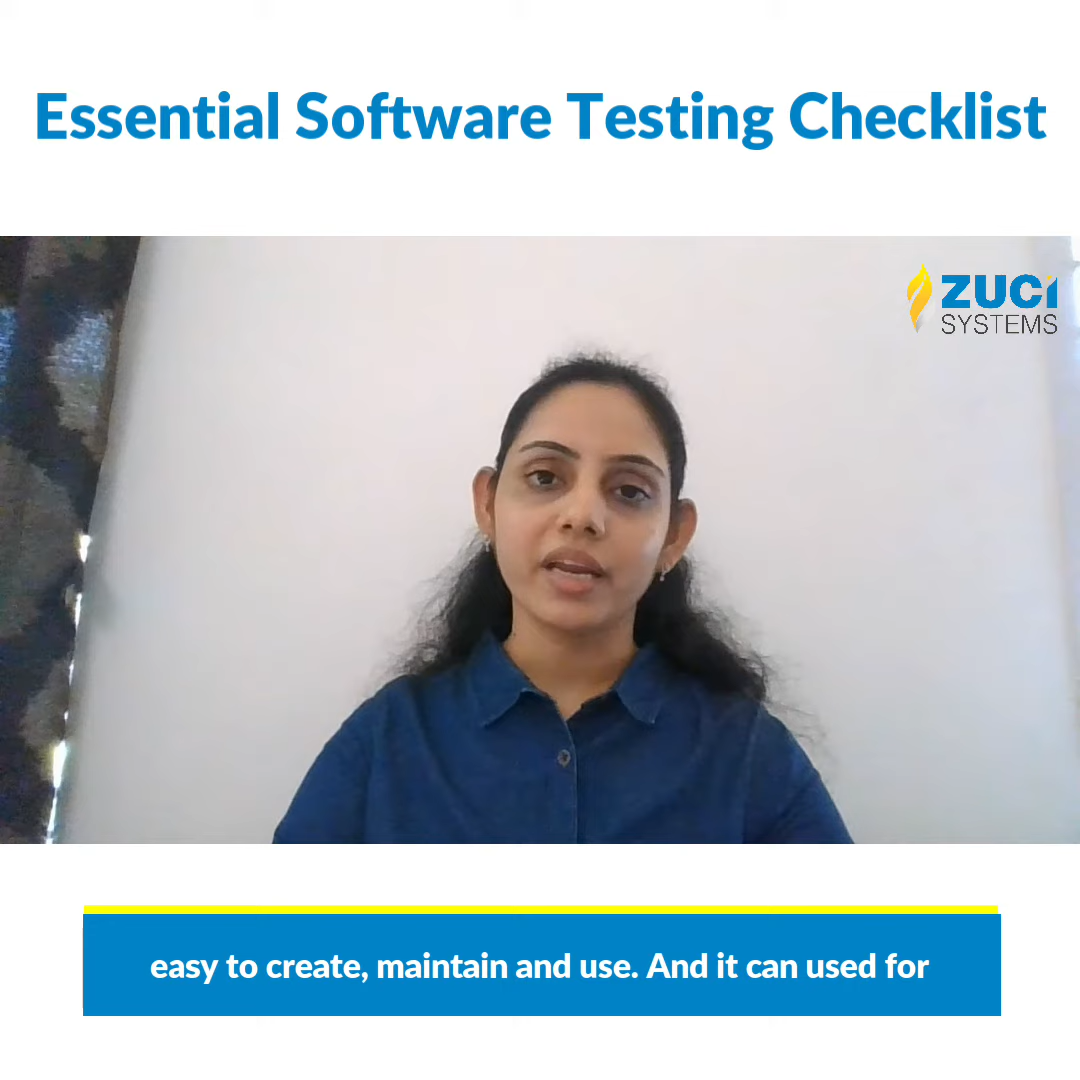 Essential Software Testing Checklist
ZUCI
SYSTEMS
easy to create, maintain and use. And it can used for